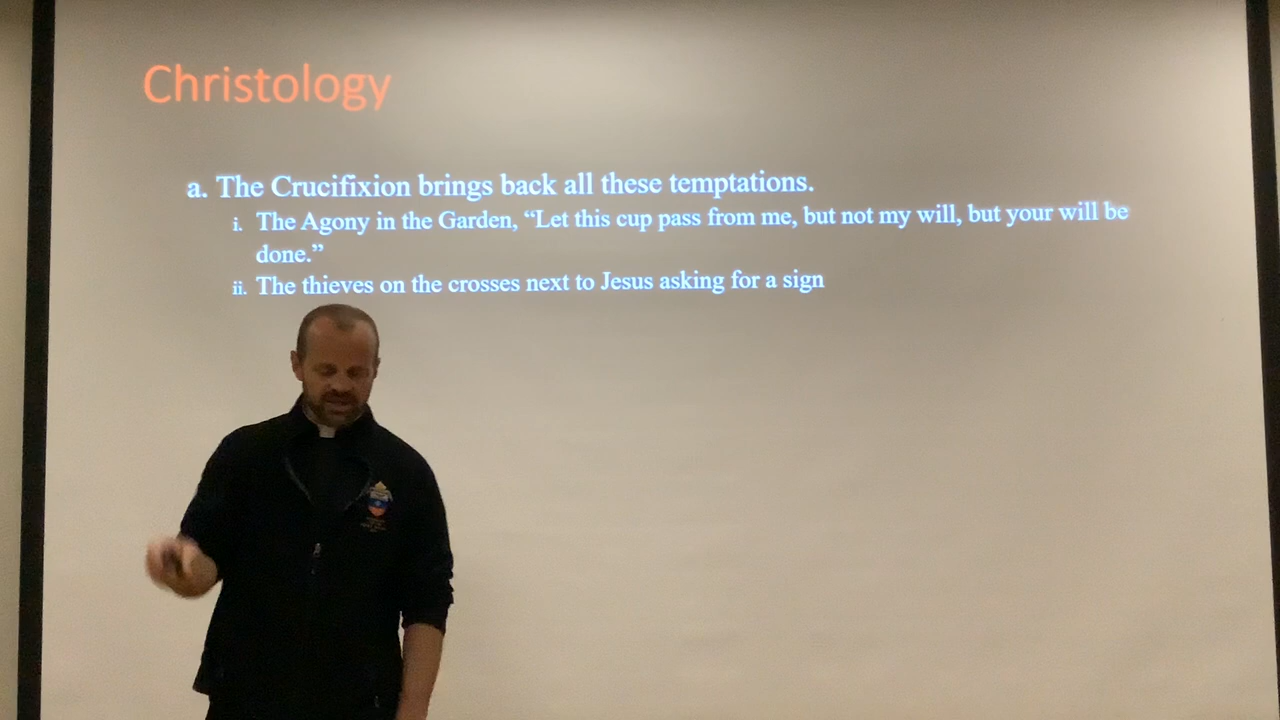 Christology
a. The Crucifixion brings back all these temptations.
i. The Agony in the Garden, “Let this cup pass from me, but not my will, but your will be
done.”
ii. The thieves on the crosses next to Jesus asking for a sign